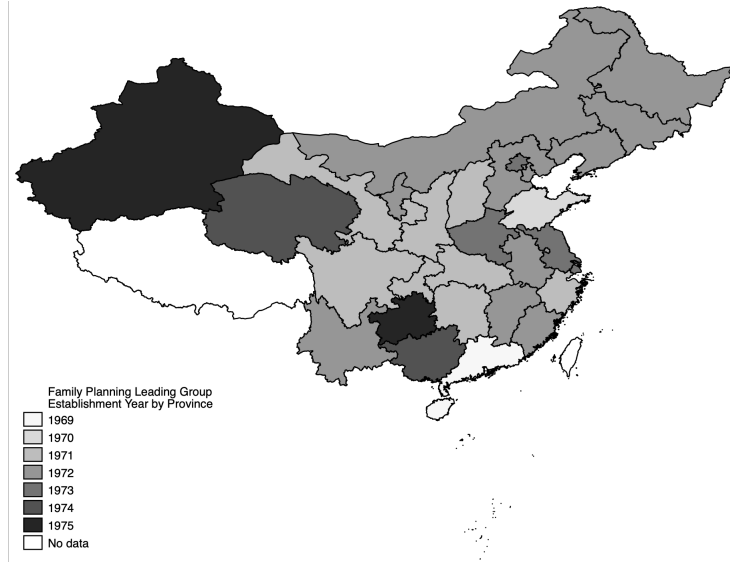 Family Planning Leading Group
Establishment Year by Province
1969
1970
1971
1972
1973
1974
1975
No data